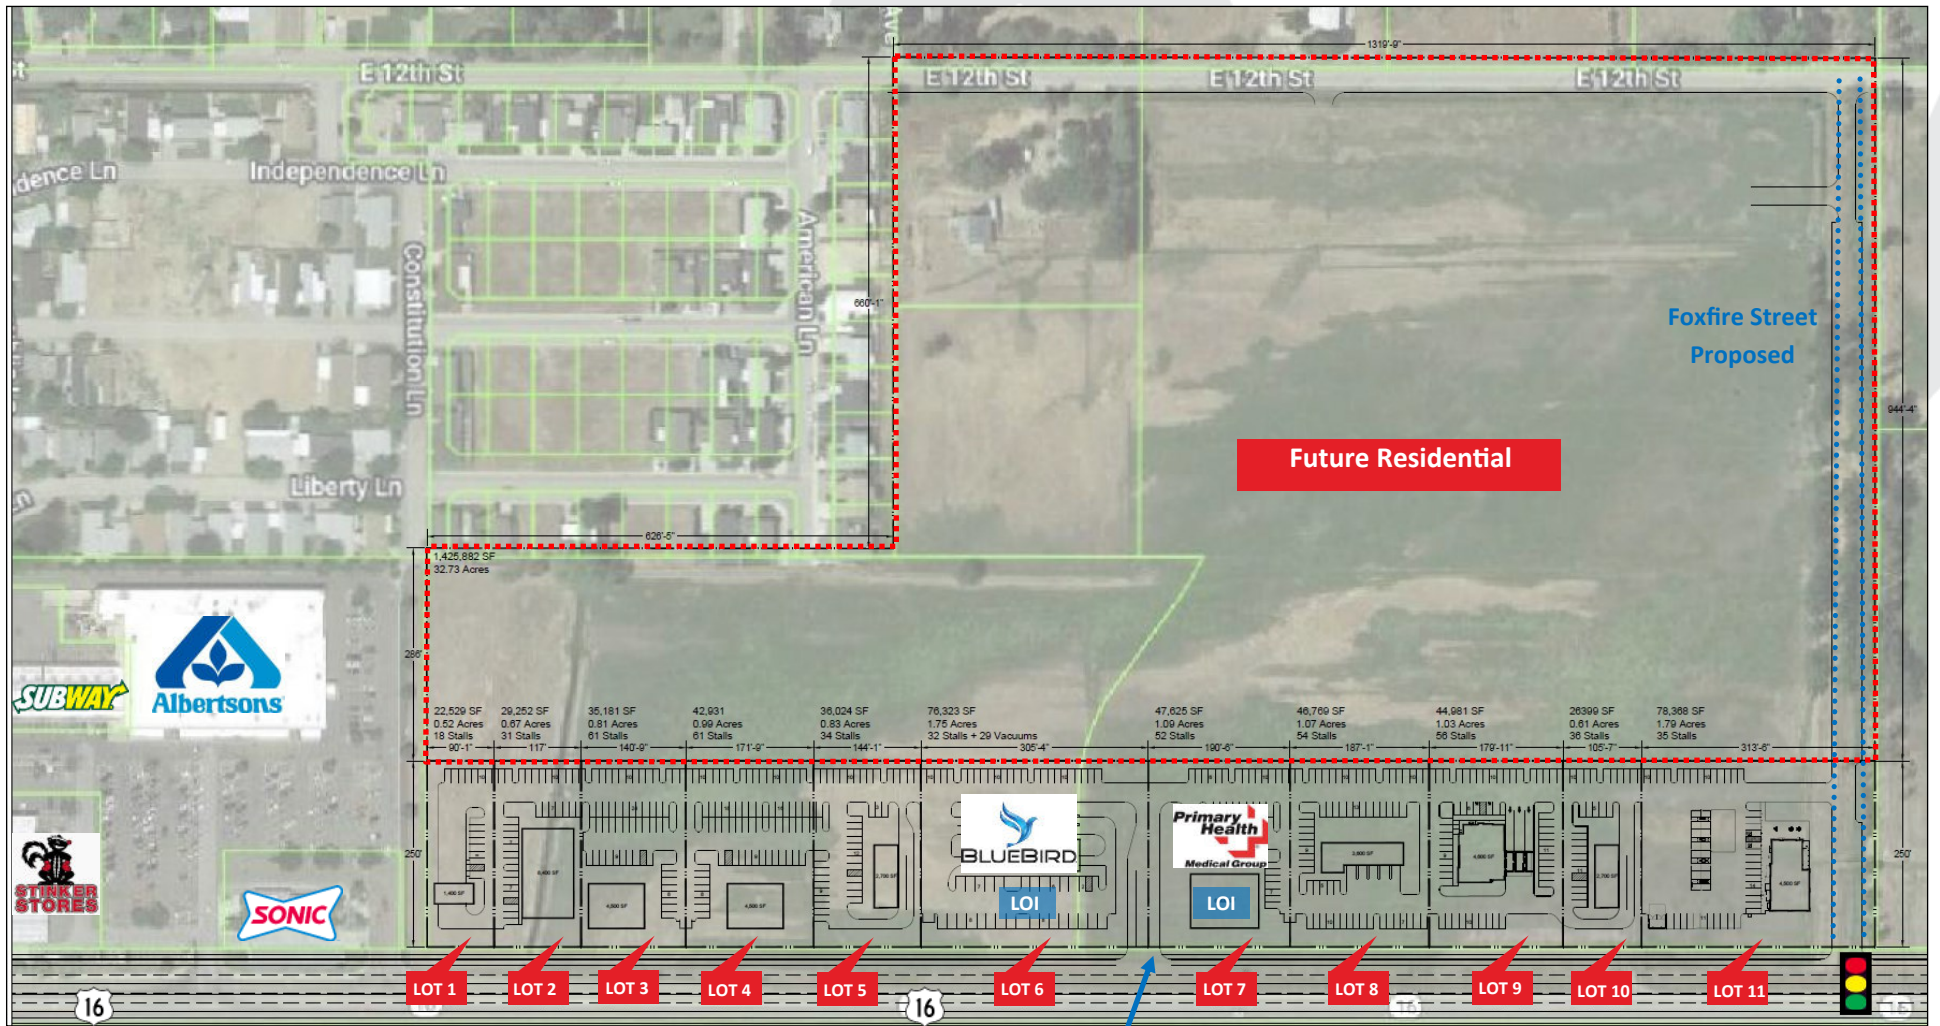 1319'-9"
E 12th St
E 12th St
E 12th St
E 12th St
Independence Ln
dence Ln
American Ln
Constitution Ln
Liberty Ln
660'-1"
944'-4"
Foxfire Street
Proposed
Future Residential
626'-5"
1,425,882 SF
32.73 Acres
286'
SUBWAY
Albertsons
22,529 SF
0.52 Acres
18 Stalls
90'-1"
29,252 SF
0.67 Acres
31 Stalls
117'
35,181 SF
0.81 Acres
61 Stalls
140'-9"
42,931
0.99 Acres
61 Stalls
171'-9"
36,024 SF
0.83 Acres
34 Stalls
144'-1"
76,323 SF
1.75 Acres
32 Stalls + 29 Vacuums
305'-4"
47,625 SF
1.09 Acres
52 Stalls
190'-6"
46,769 SF
1.07 Acres
54 Stalls
187'-1"
44,981 SF
1.03 Acres
56 Stalls
179'-11"
26399 SF
0.61 Acres
36 Stalls
105'-7"
78,368 SF
1.79 Acres
35 Stalls
313'-6"
250'
250'
STINKER
STORES
SONIC
BLUEBIRD
LOI
Primary
Health
Medical Group
LOI
LOT 1
LOT 2
LOT 3
LOT 4
LOT 5
LOT 6
LOT 7
LOT 8
LOT 9
LOT 10
LOT 11
16
16
16